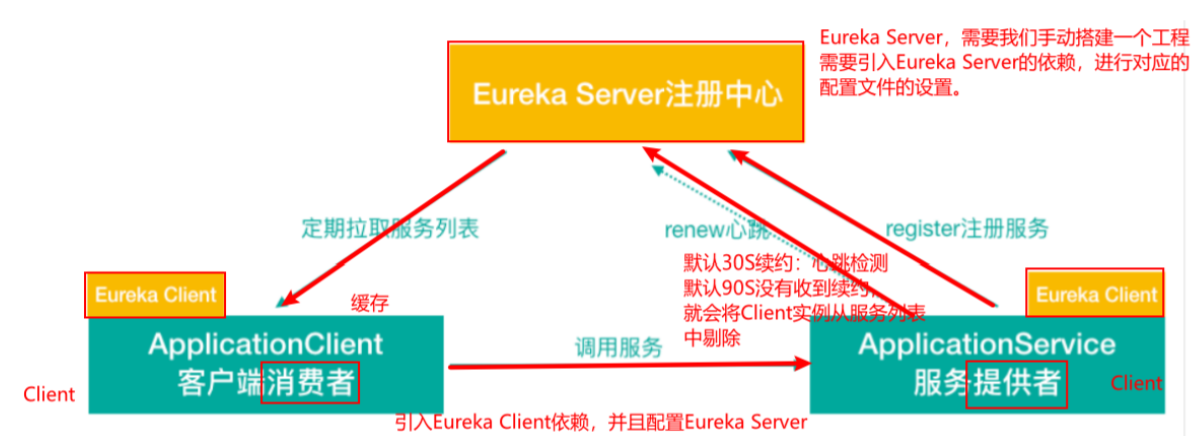 Eureka Server，需要我们手动搭建一个工程
需要引入Eureka Server的依赖，进行对应的
配置文件的设置。
Eureka Server注册中心
定期拉取服务列表
renew心跳
register注册服务
默认30S续约：心跳检测
默认90S没有收到续约，
就会将Client实例从服务列表
中剔除
Eureka Client
缓存
Eureka Client
ApplicationClient
客户端消费者
调用服务
ApplicationService
服务提供者
Client
Client
引入Eureka Client依赖，并且配置Eureka Server